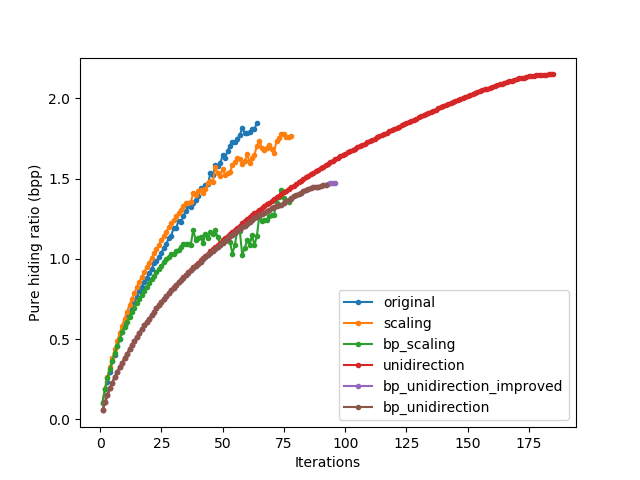 Pure hiding ratio (bpp)
2.0
1.5
1.0
0.5
0.0
0 25 50 75 100 125 150 175
Iterations
original
scaling
bp_scaling
unidirection
bp_unidirection_improved
bp_unidirection